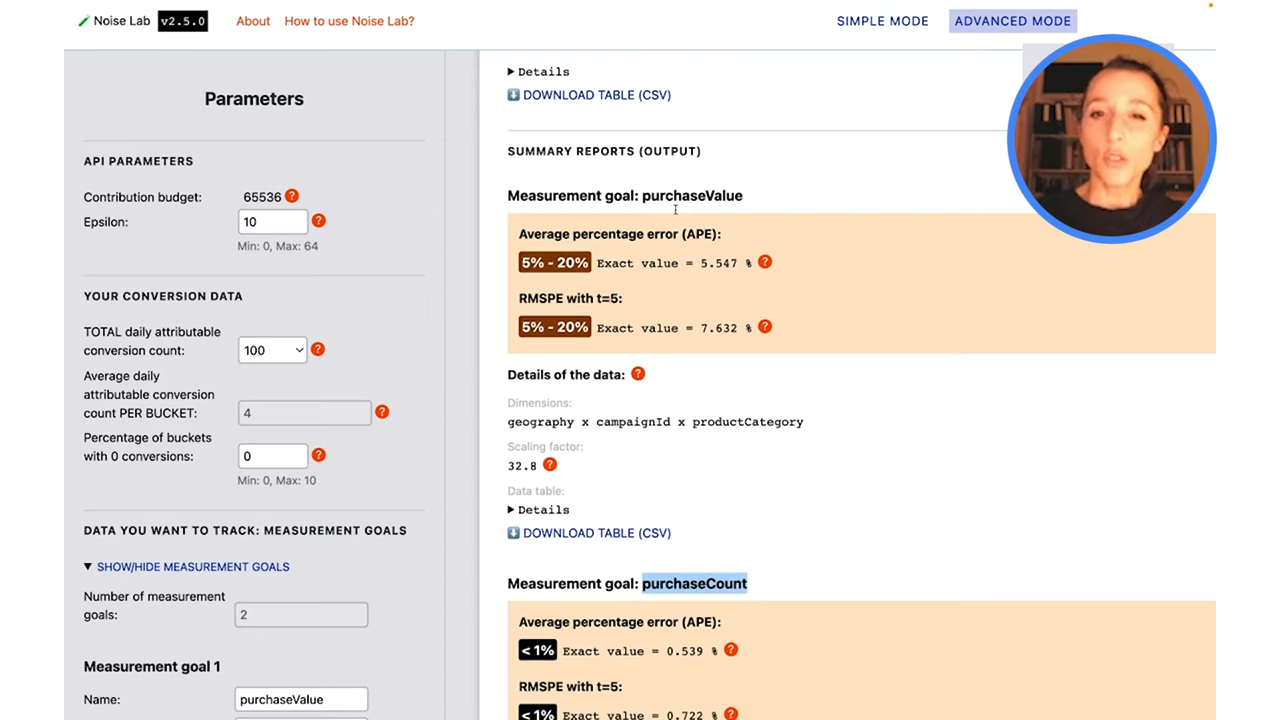 Noise Lab v2.5.0 About How to use Noise Lab? SIMPLE MODE ADVANCED MODE
Parameters
API PARAMETERS
Contribution budget: 65536 ?
Epsilon: 10 ?
Min: 0, Max: 64
YOUR CONVERSION DATA
TOTAL daily attributable
conversion count: 100 ?
Average daily
attributable conversion
count PER BUCKET: 4 ?
Percentage of buckets
with 0 conversions: 0 ?
Min: 0, Max: 10
DATA YOU WANT TO TRACK: MEASUREMENT GOALS
▼ SHOW/HIDE MEASUREMENT GOALS
Number of measurement
goals: 2
Measurement goal 1
Name: purchaseValue
▶ Details
⬇ DOWNLOAD TABLE (CSV)
SUMMARY REPORTS (OUTPUT)
Measurement goal: purchaseValue
Average percentage error (APE):
5% - 20% Exact value = 5.547 % ?
RMSPE with t=5:
5% - 20% Exact value = 7.632 % ?
Details of the data: ?
Dimensions:
geography x campaignId x productCategory
Scaling factor:
32.8 ?
Data table:
▶ Details
⬇ DOWNLOAD TABLE (CSV)
Measurement goal: purchaseCount
Average percentage error (APE):
< 1% Exact value = 0.539 % ?
RMSPE with t=5:
< 1% Exact value = 0.722 % ?